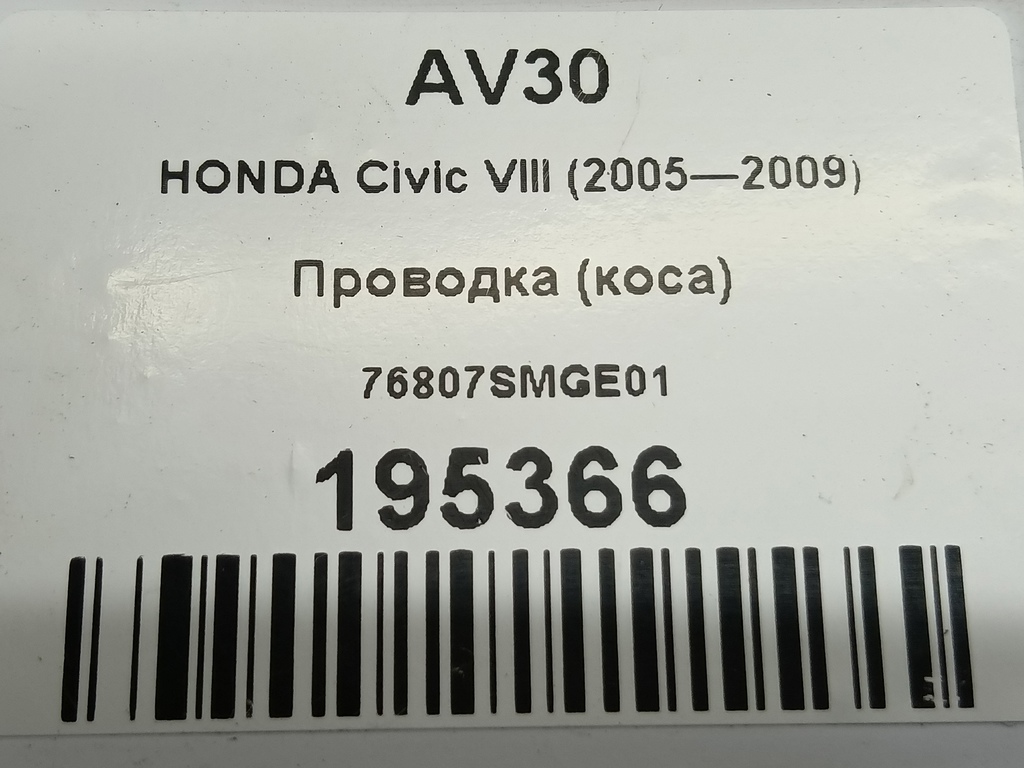 AV30
HONDA Civic VIII (2005—2009)
Проводка (коса)
76807SMGE01
195366